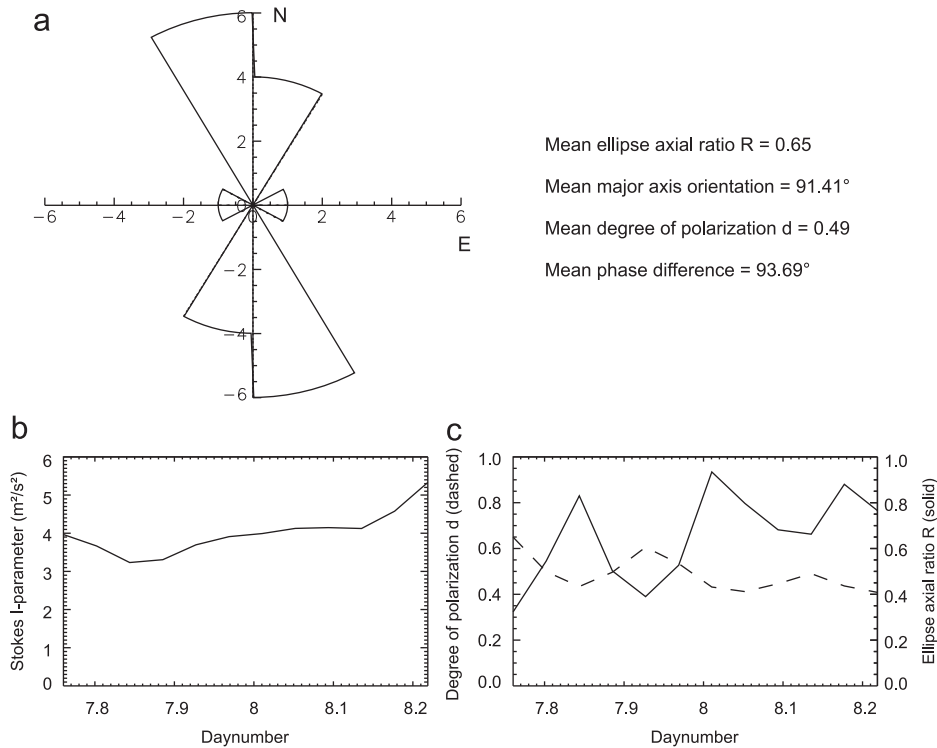 a
N
E
6
4
2
0
−2
−4
−6
−6 −4 −2 0 2 4 6
Mean ellipse axial ratio R = 0.65
Mean major axis orientation = 91.41°
Mean degree of polarization d = 0.49
Mean phase difference = 93.69°
b
Stokes I-parameter (m²/s²)
6
5
4
3
2
1
0
7.8 7.9 8 8.1 8.2
Daynumber
c
Degree of polarization d (dashed)
1.0
0.8
0.6
0.4
0.2
0.0
7.8 7.9 8 8.1 8.2
Daynumber
1.0
0.8
0.6
0.4
0.2
0.0
Ellipse axial ratio R (solid)